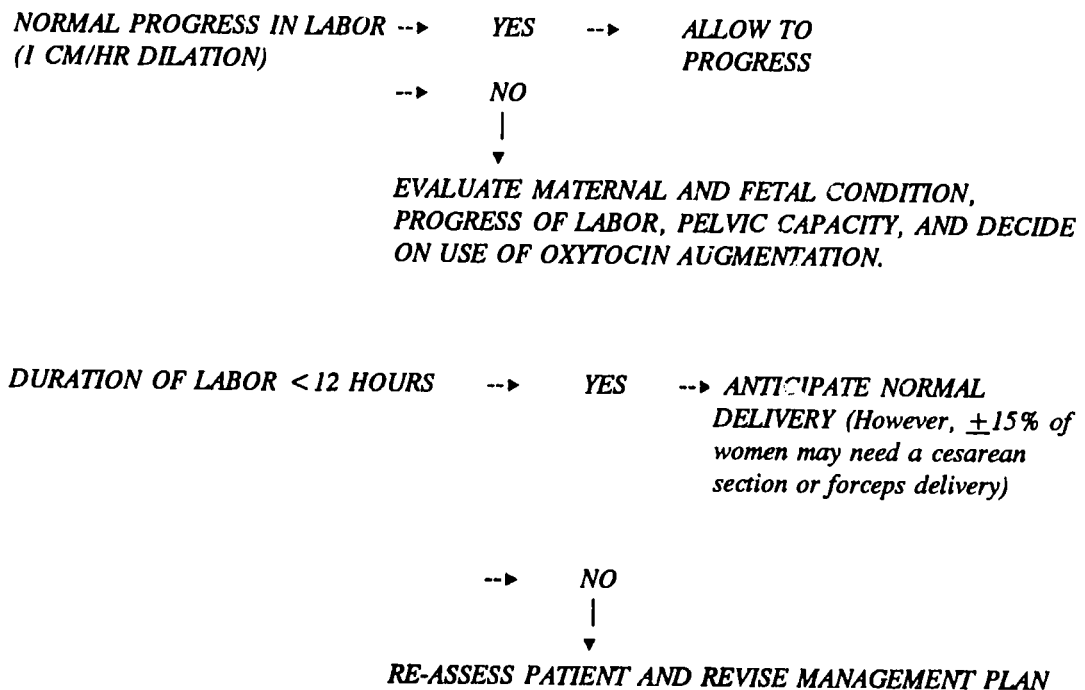 NORMAL PROGRESS IN LABOR --► YES --► ALLOW TO
(1 CM/HR DILATION) PROGRESS
--► NO
EVALUATE MATERNAL AND FETAL CONDITION,
PROGRESS OF LABOR, PELVIC CAPACITY, AND DECIDE
ON USE OF OXYTOCIN AUGMENTATION.
DURATION OF LABOR <12 HOURS --► YES --► ANTICIPATE NORMAL
DELIVERY (However, ±15% of
women may need a cesarean
section or forceps delivery)
--► NO
RE-ASSESS PATIENT AND REVISE MANAGEMENT PLAN